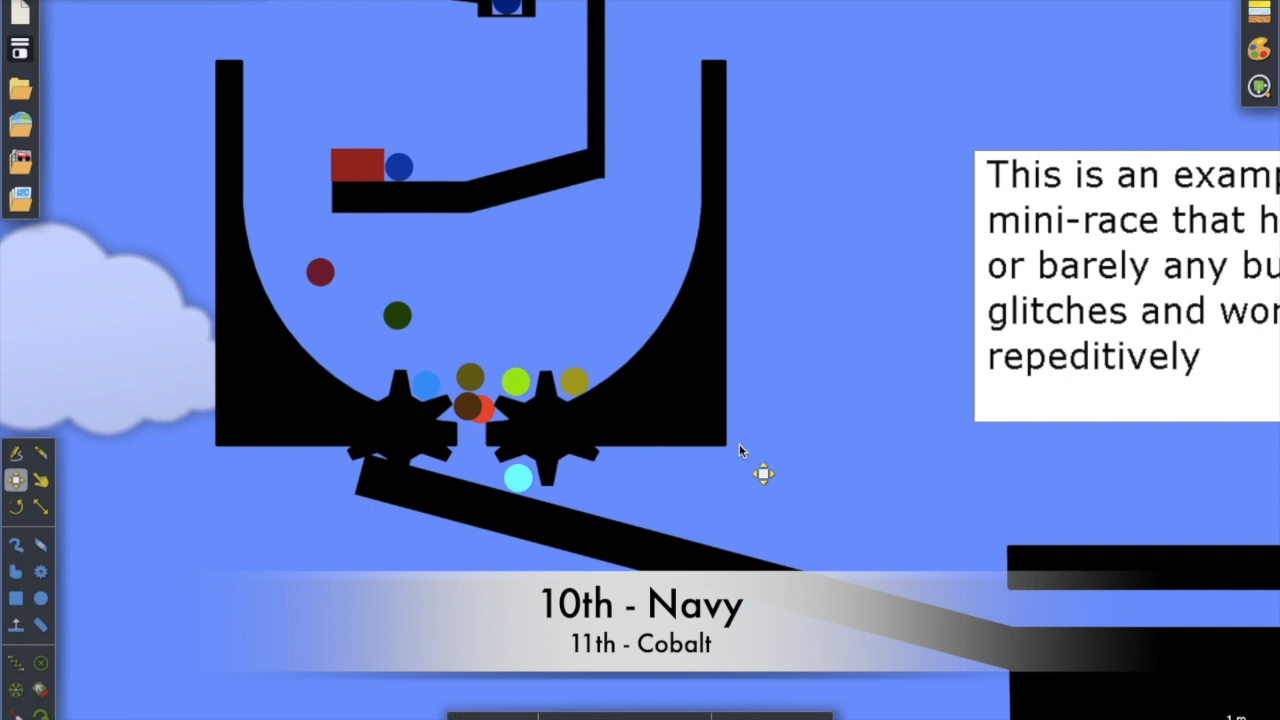 This is an examp
mini-race that h
or barely any bu
glitches and wor
repeditively
10th - Navy
11th - Cobalt
1 m